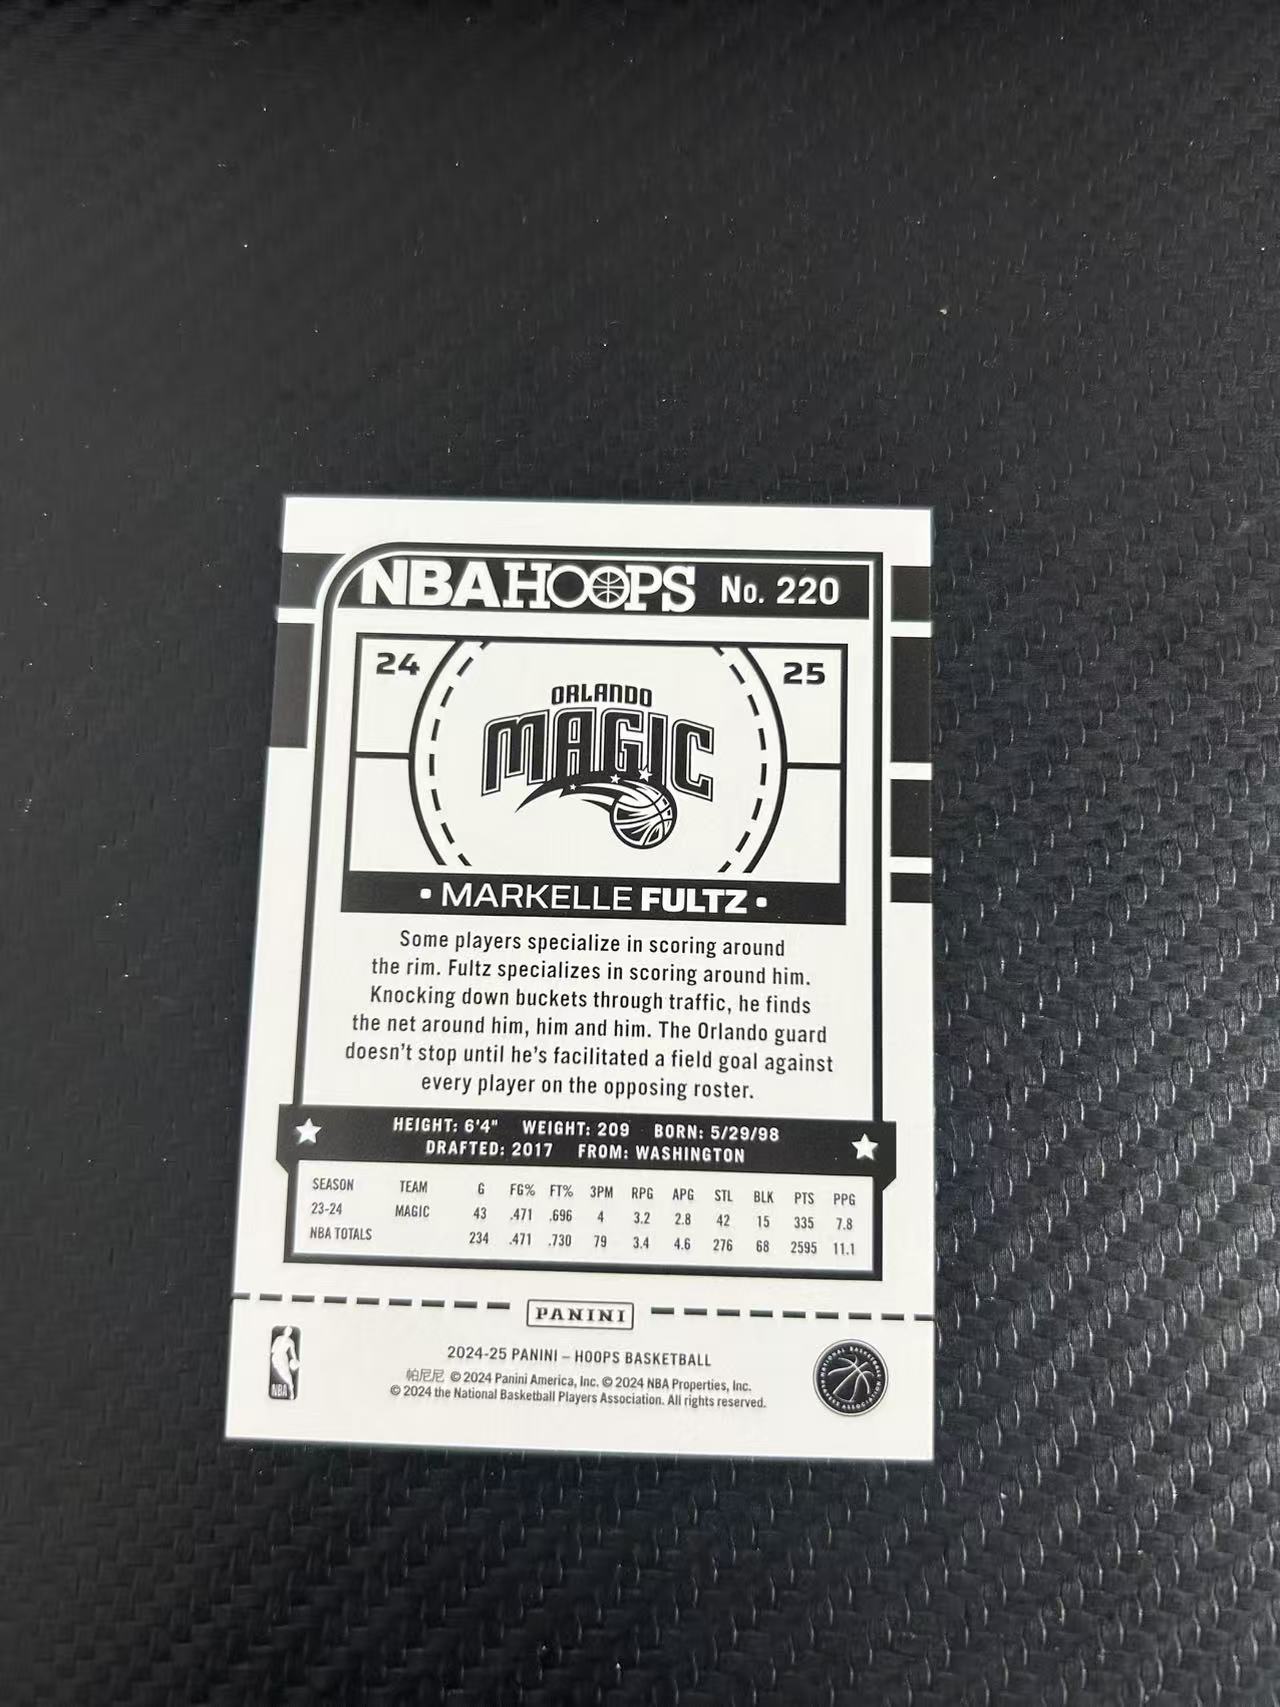 NBA HOOPS No. 220
24 25
ORLANDO
MAGIC
• MARKELLE FULTZ •
Some players specialize in scoring around
the rim. Fultz specializes in scoring around him.
Knocking down buckets through traffic, he finds
the net around him, him and him. The Orlando guard
doesn't stop until he's facilitated a field goal against
every player on the opposing roster.
HEIGHT: 6'4" WEIGHT: 209 BORN: 5/29/98
DRAFTED: 2017 FROM: WASHINGTON
SEASON TEAM G FG% FT% 3PM RPG APG STL BLK PTS PPG
23-24 MAGIC 43 .471 .696 4 3.2 2.8 42 15 335 7.8
NBA TOTALS 234 .471 .730 79 3.4 4.6 276 68 2595 11.1
PANINI
2024-25 PANINI – HOOPS BASKETBALL
帕尼尼 © 2024 Panini America, Inc. © 2024 NBA Properties, Inc.
© 2024 the National Basketball Players Association. All rights reserved.
NBA
NATIONAL BASKETBALL PLAYERS ASSOCIATION